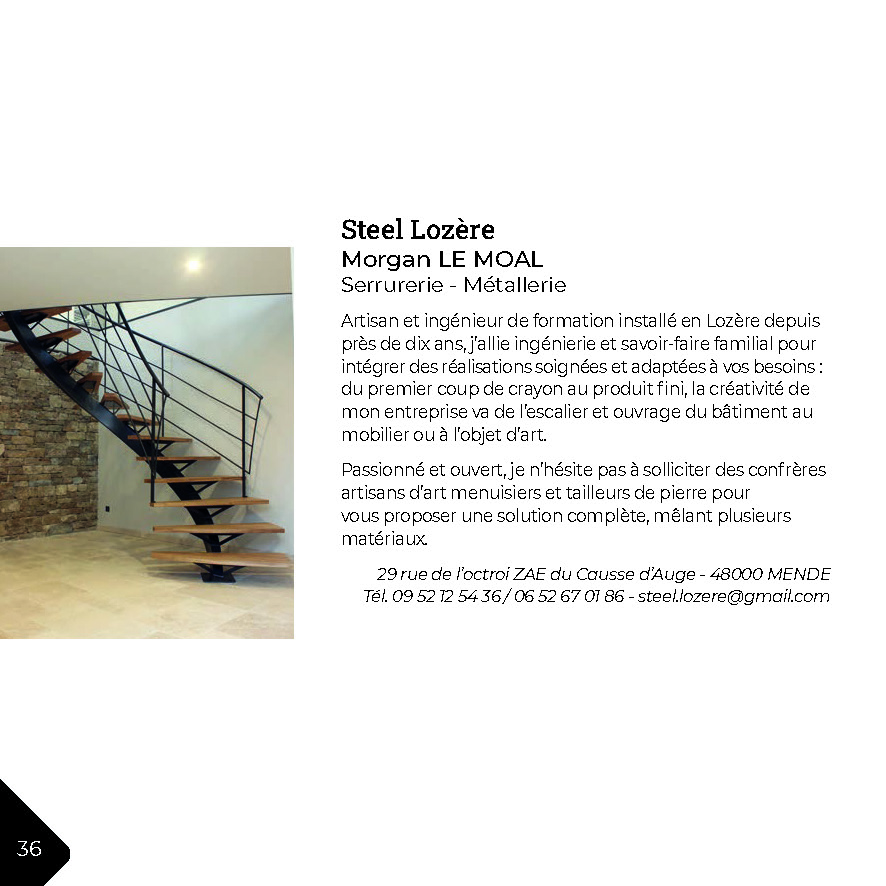 Steel Lozère
Morgan LE MOAL
Serrurerie - Métallerie
Artisan et ingénieur de formation installé en Lozère depuis
près de dix ans, j'allie ingénierie et savoir-faire familial pour
intégrer des réalisations soignées et adaptées à vos besoins :
du premier coup de crayon au produit fini, la créativité de
mon entreprise va de l'escalier et ouvrage du bâtiment au
mobilier ou à l'objet d'art.
Passionné et ouvert, je n'hésite pas à solliciter des confrères
artisans d'art menuisiers et tailleurs de pierre pour
vous proposer une solution complète, mêlant plusieurs
matériaux.
29 rue de l'octroi ZAE du Causse d'Auge - 48000 MENDE
Tél. 09 52 12 54 36 / 06 52 67 01 86 - steel.lozere@gmail.com
36